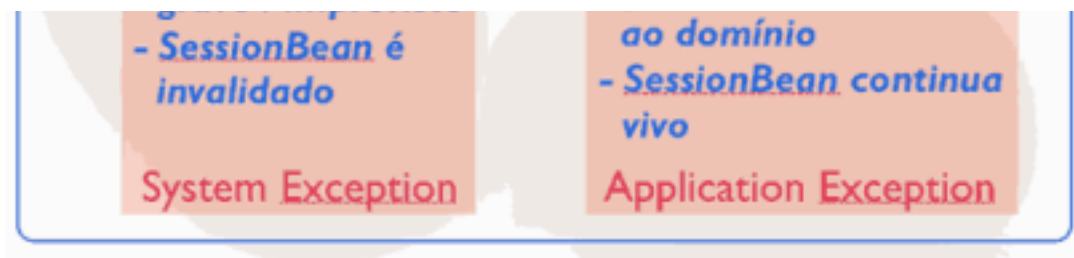 - SessionBean é
invalidado
System Exception
ao domínio
- SessionBean continua
vivo
Application Exception